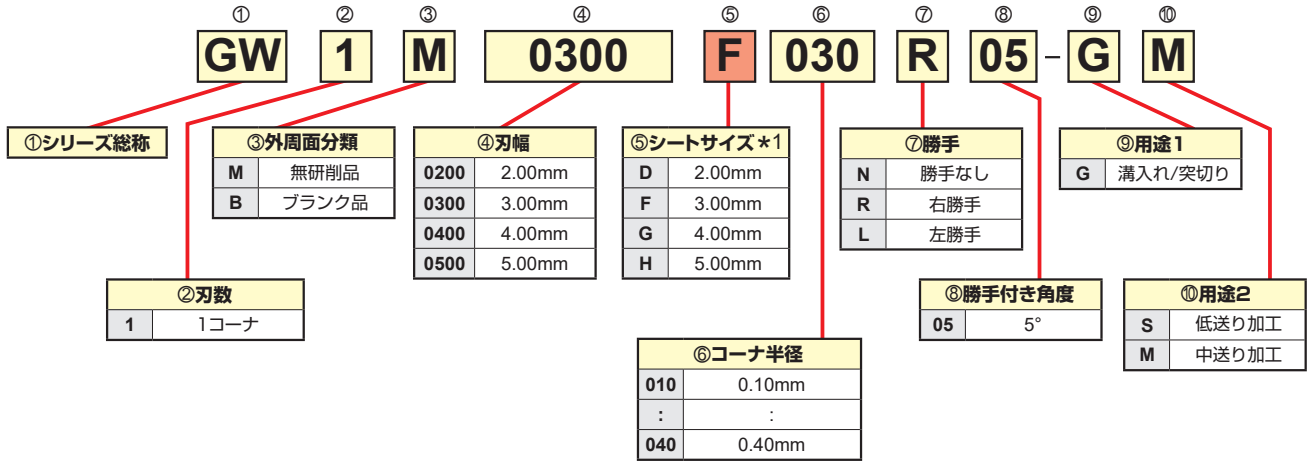 ① ② ③ ④ ⑤ ⑥ ⑦ ⑧ ⑨ ⑩
GW 1 M 0300 F 030 R 05 - G M
①シリーズ総称
③外周面分類
M 無研削品
B ブランク品
④刃幅
0200 2.00mm
0300 3.00mm
0400 4.00mm
0500 5.00mm
⑤シートサイズ*1
D 2.00mm
F 3.00mm
G 4.00mm
H 5.00mm
⑦勝手
N 勝手なし
R 右勝手
L 左勝手
⑨用途1
G 溝入れ/突切り
②刃数
1 1コーナ
⑧勝手付き角度
05 5°
⑩用途2
S 低送り加工
M 中送り加工
⑥コーナ半径
010 0.10mm
: :
040 0.40mm